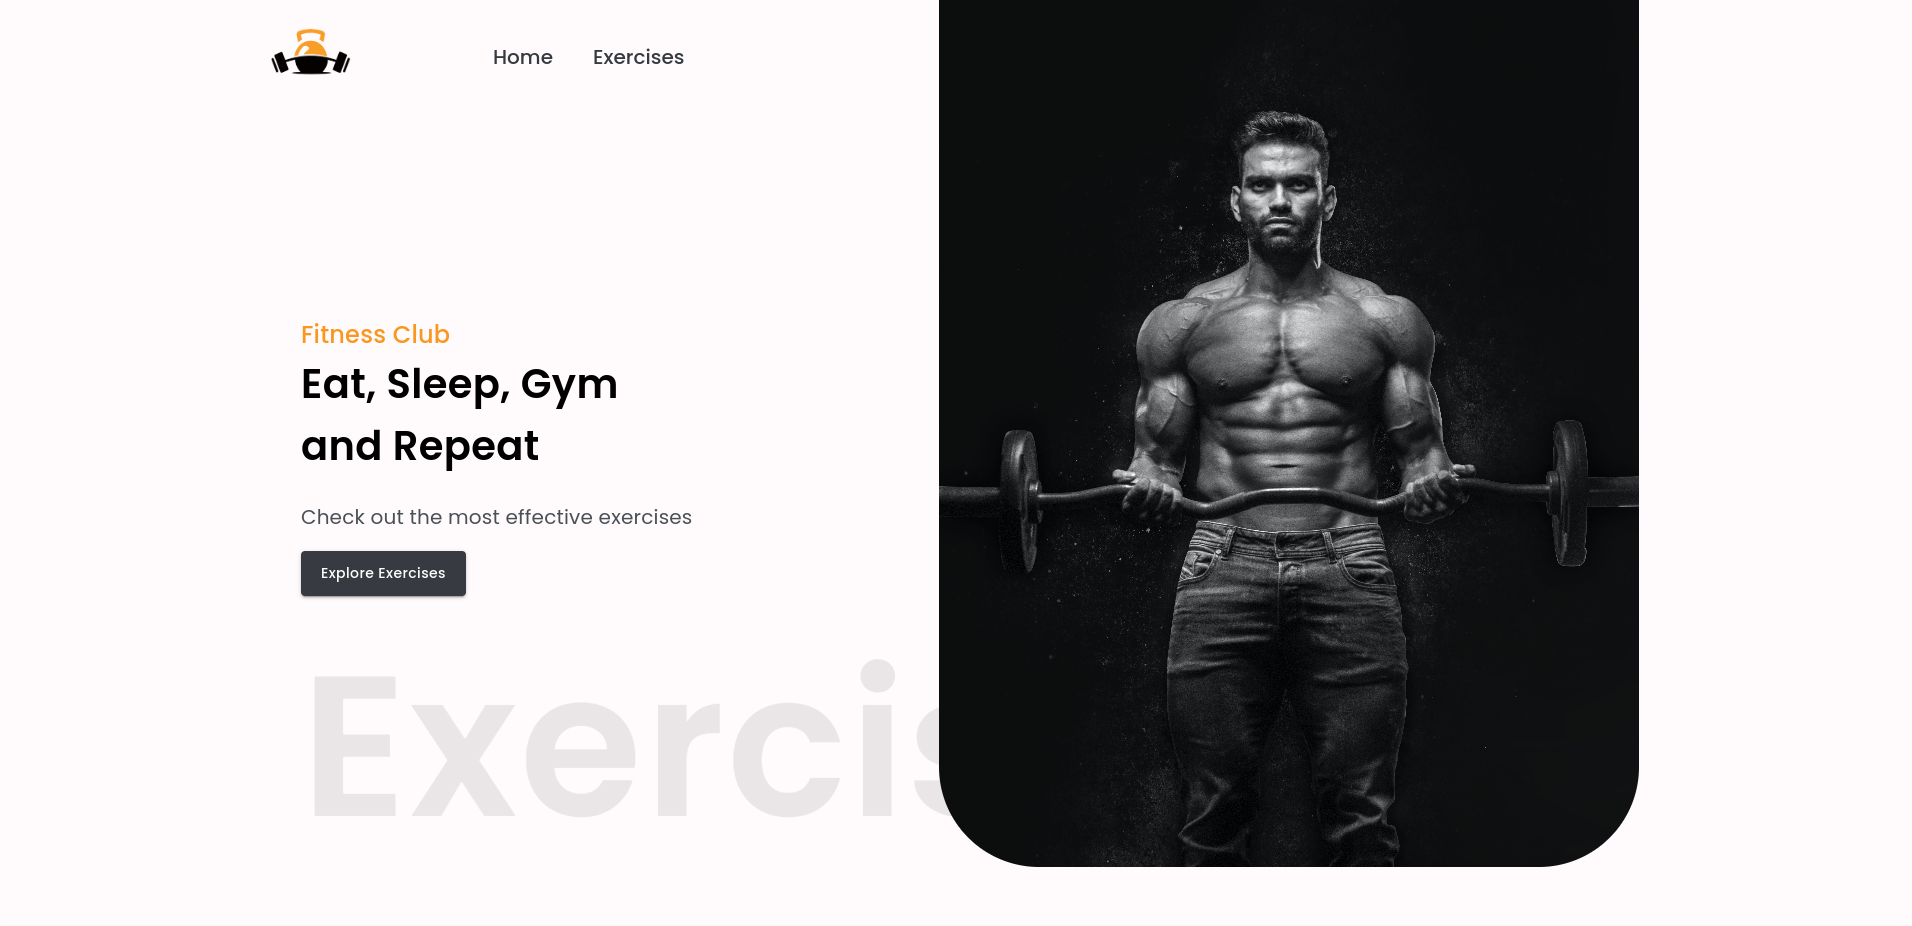 Home
Exercises
Fitness Club
Eat, Sleep, Gym
and Repeat
Check out the most effective exercises
Explore Exercises
Exercis